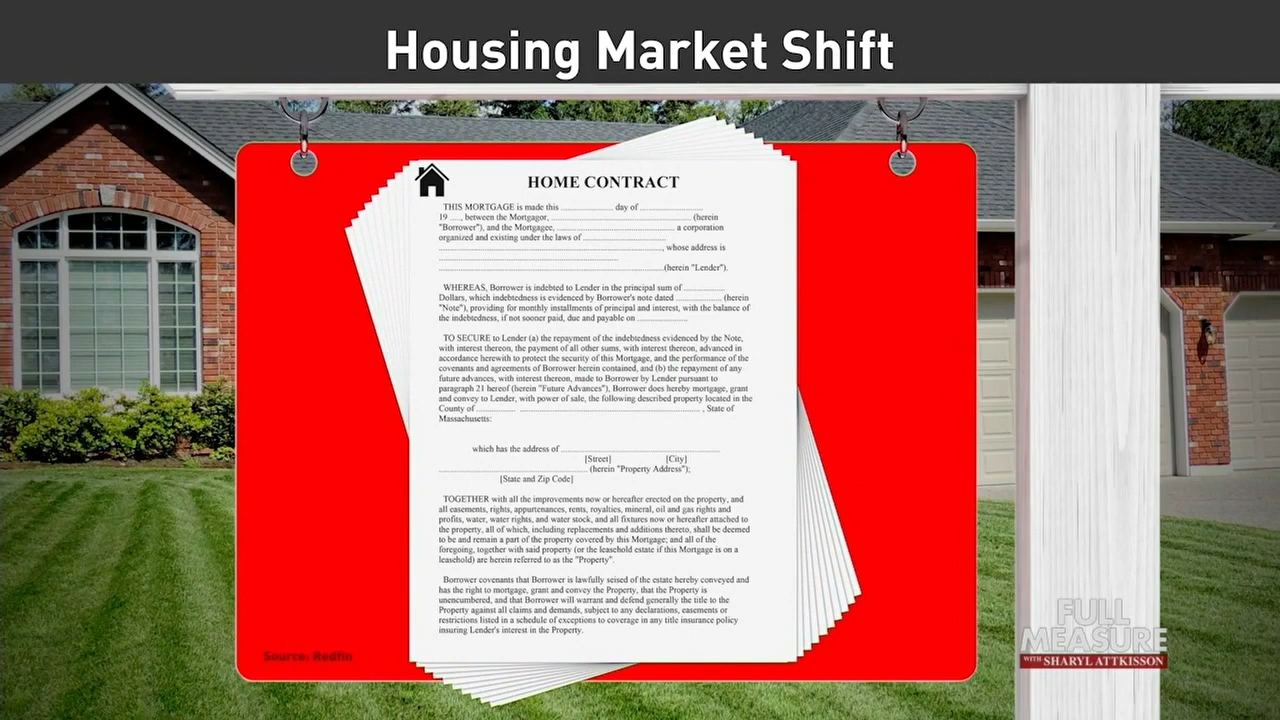 Housing Market Shift
HOME CONTRACT
THIS MORTGAGE is made this .................... day of ........................
19 ....., between the Mortgagor, .................................................... (herein
"Borrower"), and the Mortgagee, ............................................ a corporation
organized and existing under the laws of ................................
...................................................................................., whose address is
....................................................................
.....................................................................................(herein "Lender").
WHEREAS, Borrower is indebted to Lender in the principal sum of ................
Dollars, which indebtedness is evidenced by Borrower's note dated ................. (herein
"Note"), providing for monthly installments of principal and interest, with the balance of
the indebtedness, if not sooner paid, due and payable on ...................
TO SECURE to Lender (a) the repayment of the indebtedness evidenced by the Note,
with interest thereon, the payment of all other sums, with interest thereon, advanced in
accordance herewith to protect the security of this Mortgage, and the performance of the
covenants and agreements of Borrower herein contained, and (b) the repayment of any
future advances, with interest thereon, made to Borrower by Lender pursuant to
paragraph 21 hereof (herein "Future Advances"), Borrower does hereby mortgage, grant
and convey to Lender, with power of sale, the following described property located in the
County of ............... .................................................................... , State of
Massachusetts:
which has the address of ............................................................
[Street] [City]
......................................................... (herein "Property Address");
[State and Zip Code]
TOGETHER with all the improvements now or hereafter erected on the property, and
all easements, rights, appurtenances, rents, royalties, mineral, oil and gas rights and
profits, water, water rights, and water stock, and all fixtures now or hereafter attached to
the property, all of which, including replacements and additions thereto, shall be deemed
to be and remain a part of the property covered by this Mortgage; and all of the
foregoing, together with said property (or the leasehold estate if this Mortgage is on a
leasehold) are herein referred to as the "Property".
Borrower covenants that Borrower is lawfully seised of the estate hereby conveyed and
has the right to mortgage, grant and convey the Property, that the Property is
unencumbered, and that Borrower will warrant and defend generally the title to the
Property against all claims and demands, subject to any declarations, easements or
restrictions listed in a schedule of exceptions to coverage in any title insurance policy
insuring Lender's interest in the Property.
Source: Redfin
FULL
MEASURE
WITH SHARYL ATTKISSON